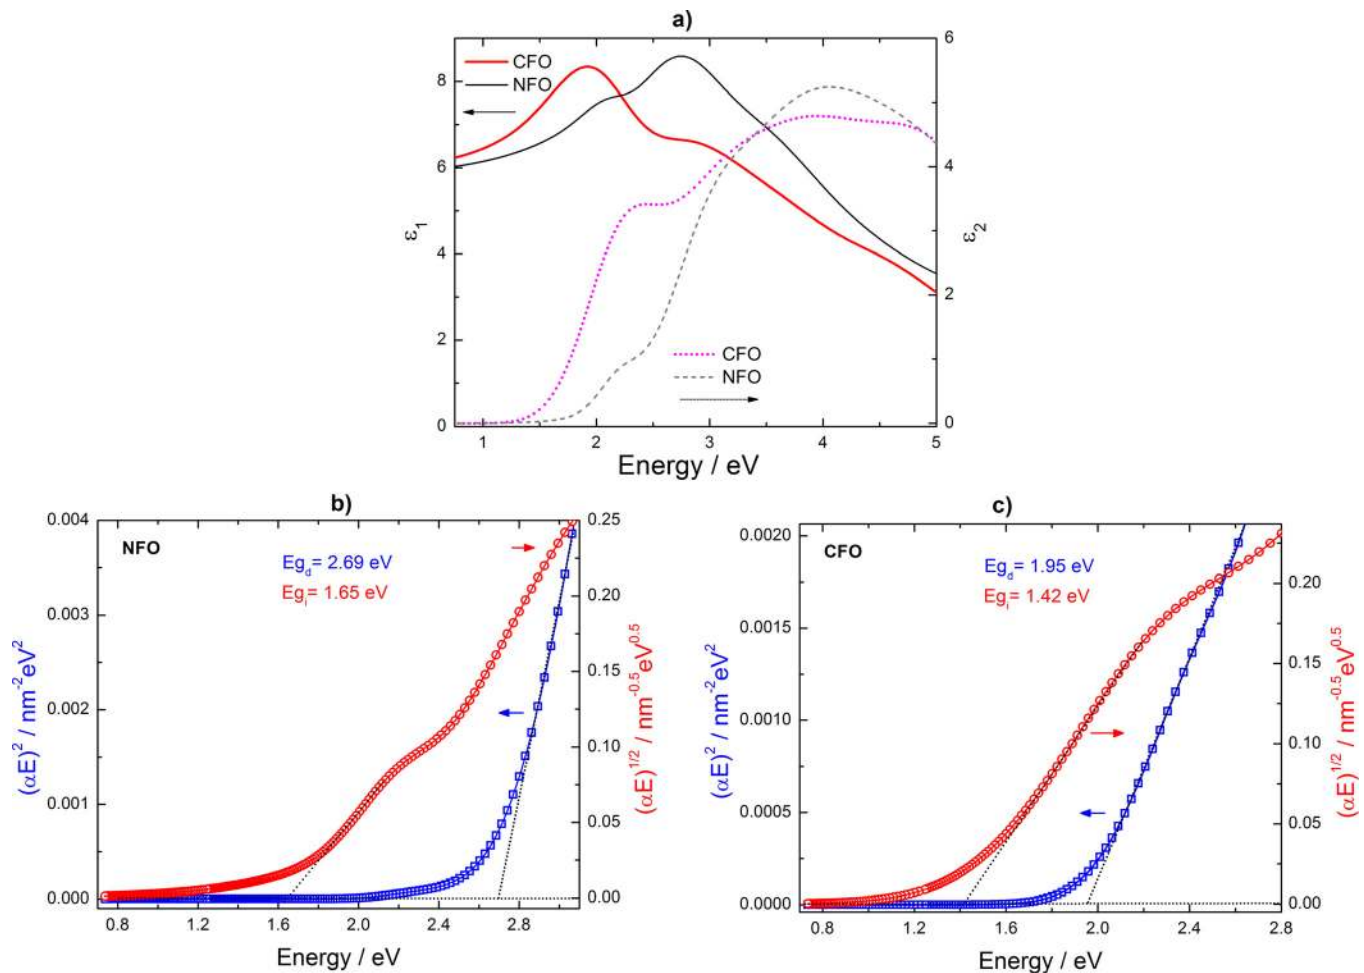 a)
CFO
NFO
8
6
4
2
0
ε1
6
4
2
0
ε2
CFO
NFO
1 2 3 4 5
Energy / eV
b)
NFO
Eg_d= 2.69 eV
Eg_i= 1.65 eV
0.004
0.003
0.002
0.001
0.000
(αE)^2 / nm^-2eV^2
0.25
0.20
0.15
0.10
0.05
0.00
(αE)^1/2 / nm^-0.5eV^0.5
0.8 1.2 1.6 2.0 2.4 2.8
Energy / eV
c)
CFO
Eg_d= 1.95 eV
Eg_i= 1.42 eV
0.0020
0.0015
0.0010
0.0005
0.0000
(αE)^2 / nm^-2eV^2
0.20
0.15
0.10
0.05
0.00
(αE)^1/2 / nm^-0.5eV^0.5
0.8 1.2 1.6 2.0 2.4 2.8
Energy / eV